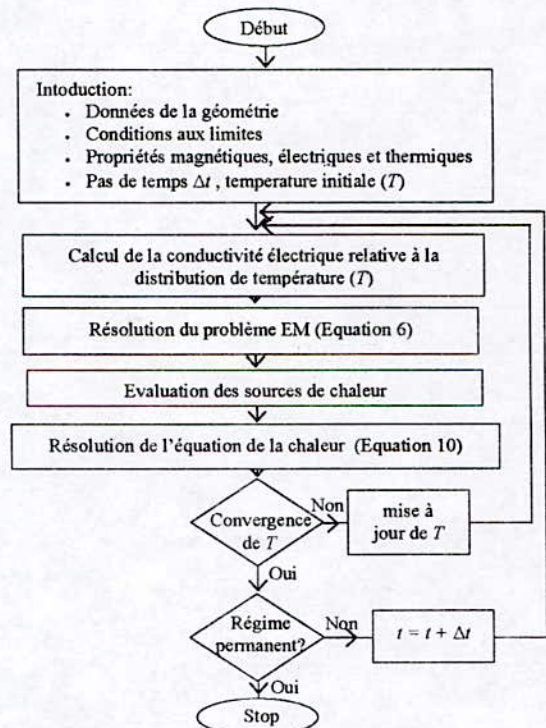 Début
Intoduction:
• Données de la géométrie
• Conditions aux limites
• Propriétés magnétiques, électriques et thermiques
• Pas de temps Δt , temperature initiale (T)
Calcul de la conductivité électrique relative à la
distribution de température (T)
Résolution du problème EM (Equation 6)
Evaluation des sources de chaleur
Résolution de l'équation de la chaleur (Equation 10)
Convergence
de T
Non
mise à
jour de T
Oui
Régime
permanent?
Non
t = t + Δt
Oui
Stop